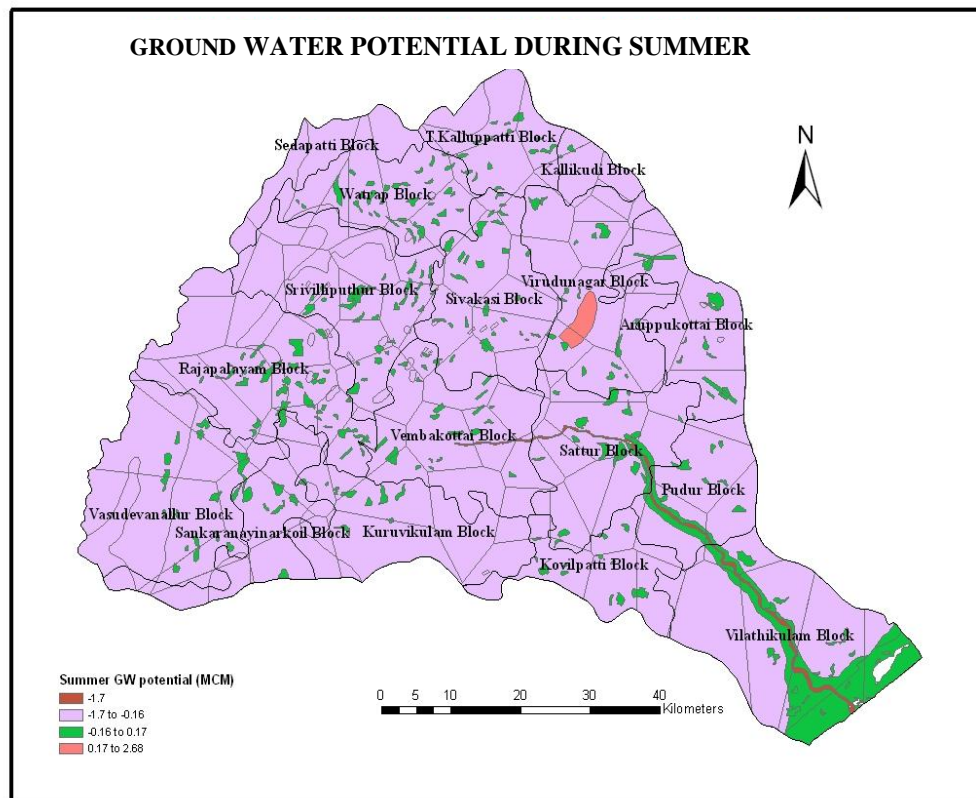 GROUND WATER POTENTIAL DURING SUMMER
N
T.Kalluppatti Block
Sedapatti Block
Kallikudi Block
Watrap Block
Virudunagar Block
Srivilliputhur Block
Sivakasi Block
Aruppukottai Block
Rajapalayam Block
Vembakottai Block
Sattur Block
Pudur Block
Vasudevanallur Block
Sankaranayinarkoil Block
Kuruvikulam Block
Kovilpatti Block
Vilathikulam Block
Summer GW potential (MCM)
-1.7
-1.7 to -0.16
-0.16 to 0.17
0.17 to 2.68
0 5 10 20 30 40
Kilometers